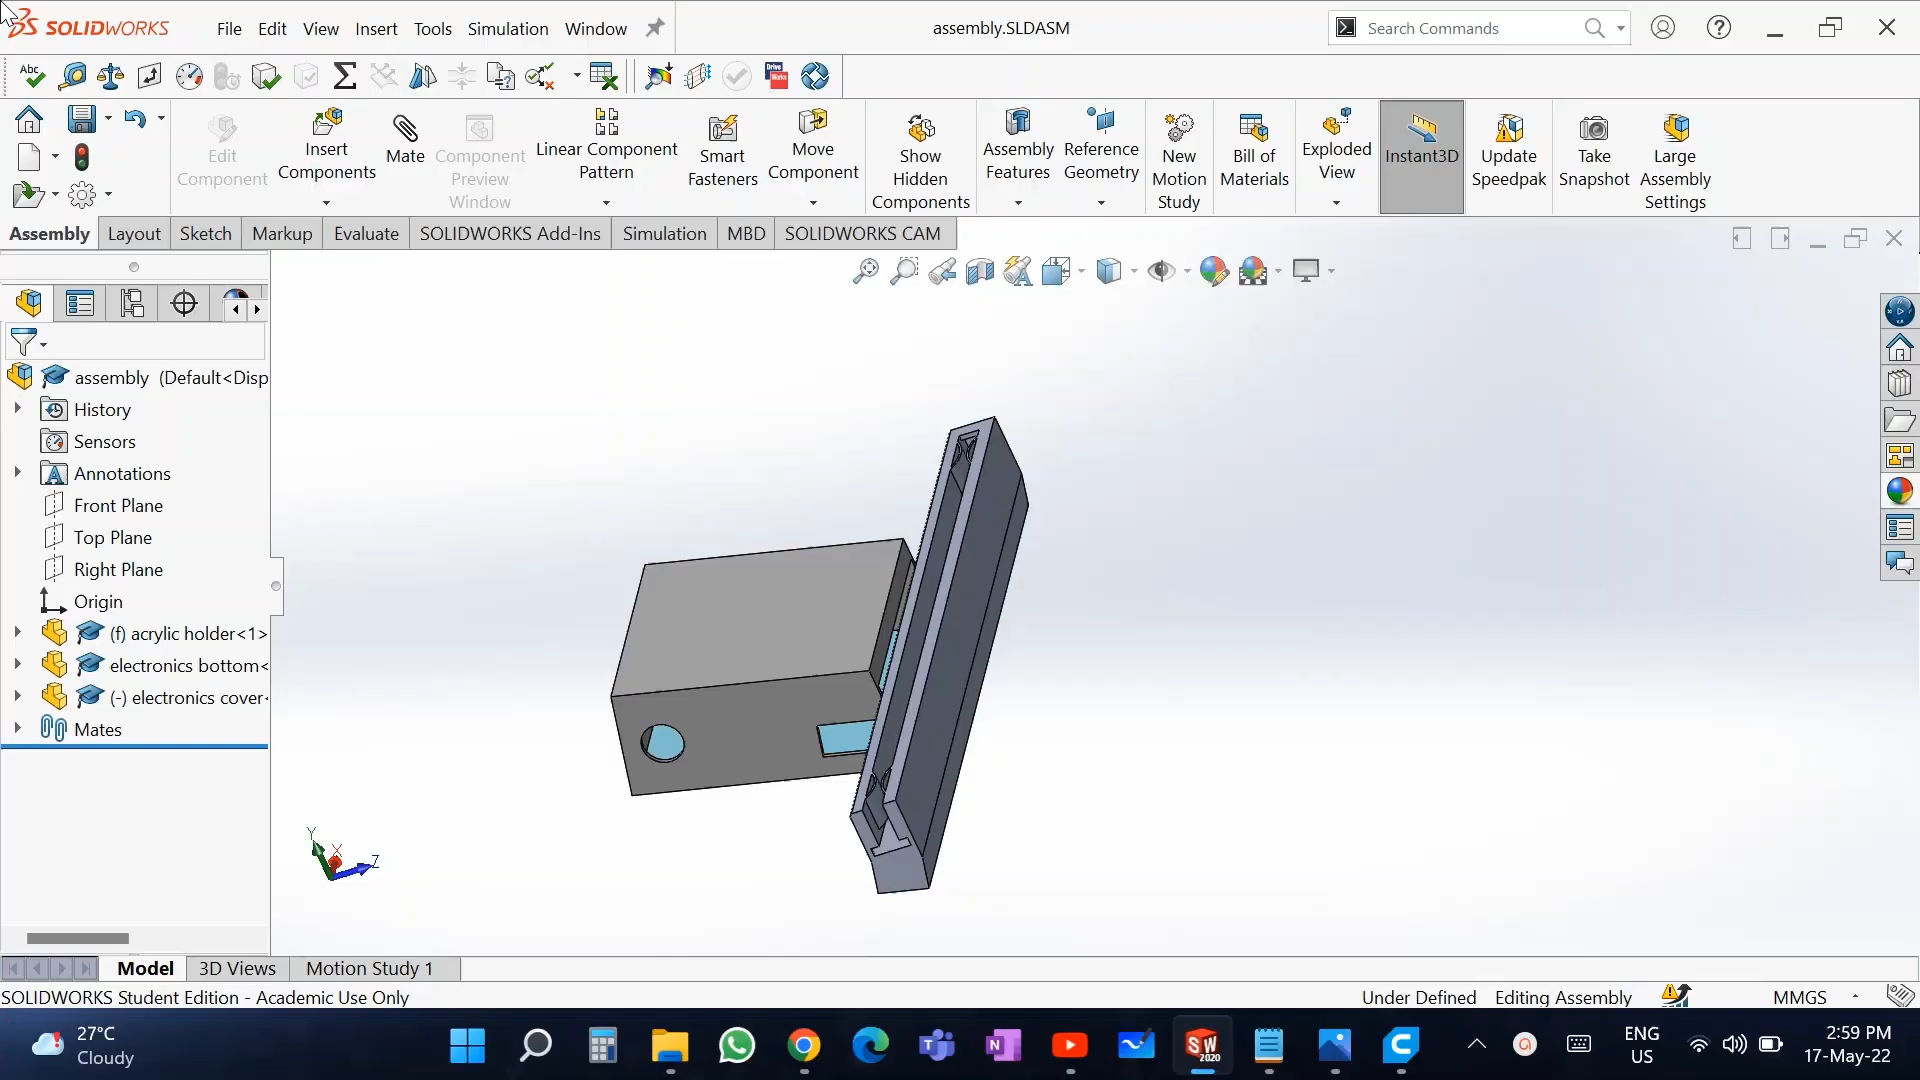 SOLIDWORKS
File Edit View Insert Tools Simulation Window
assembly.SLDASM
Search Commands
Abc
Drive Works
Edit Component
Insert Components
Mate
Component Preview Window
Linear Component Pattern
Smart Fasteners
Move Component
Show Hidden Components
Assembly Features
Reference Geometry
New Motion Study
Bill of Materials
Exploded View
Instant3D
Update Speedpak
Take Snapshot
Large Assembly Settings
Assembly Layout Sketch Markup Evaluate SOLIDWORKS Add-Ins Simulation MBD SOLIDWORKS CAM
assembly (Default<Disp
History
Sensors
Annotations
Front Plane
Top Plane
Right Plane
Origin
(f) acrylic holder<1>
electronics bottom<
(-) electronics cover<
Mates
Y
X
Z
Model 3D Views Motion Study 1
SOLIDWORKS Student Edition - Academic Use Only
Under Defined Editing Assembly MMGS
27°C
Cloudy
SW 2020
ENG
US
2:59 PM
17-May-22